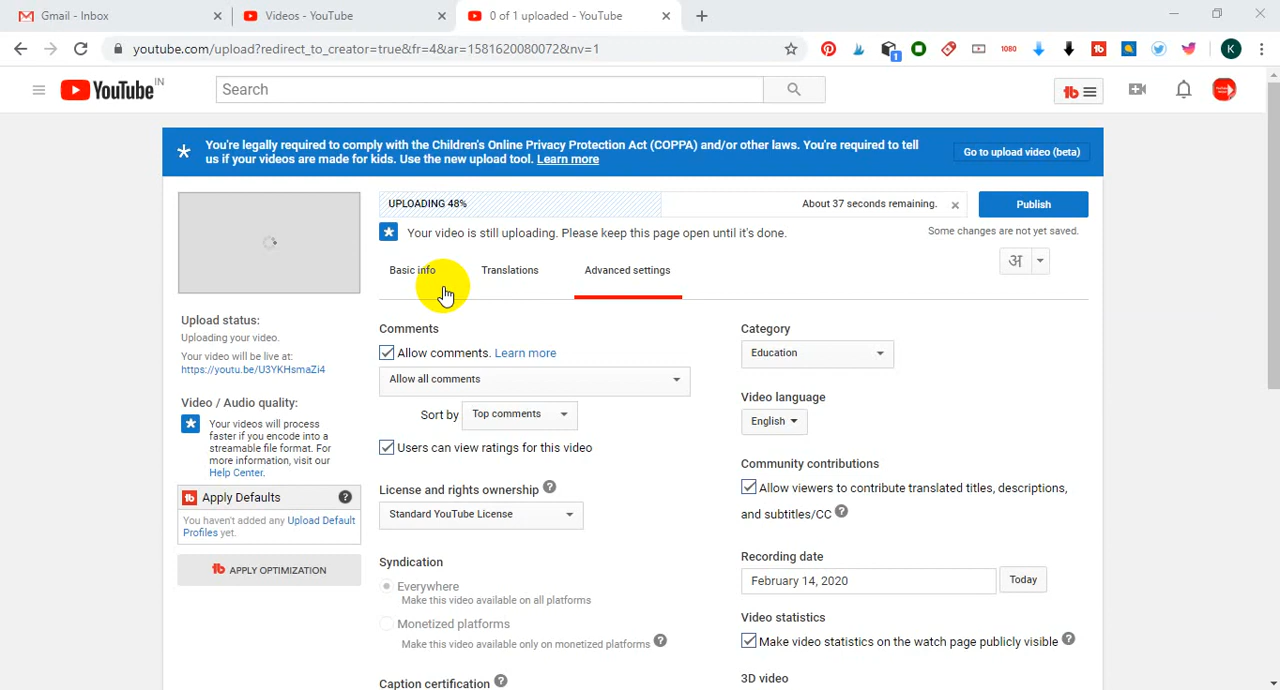 Gmail - Inbox
Videos - YouTube
0 of 1 uploaded - YouTube
youtube.com/upload?redirect_to_creator=true&fr=4&ar=1581620080072&nv=1
1
1080
tb
K
YouTube IN
Search
tb
You're legally required to comply with the Children's Online Privacy Protection Act (COPPA) and/or other laws. You're required to tell
us if your videos are made for kids. Use the new upload tool. Learn more
Go to upload video (beta)
UPLOADING 48%
About 37 seconds remaining.
Publish
Your video is still uploading. Please keep this page open until it's done.
Some changes are not yet saved.
Basic info
Translations
Advanced settings
अ
Upload status:
Uploading your video.
Your video will be live at:
https://youtu.be/U3YKHsmaZi4
Video / Audio quality:
Your videos will process
faster if you encode into a
streamable file format. For
more information, visit our
Help Center.
tb Apply Defaults ?
You haven't added any Upload Default
Profiles yet.
tb APPLY OPTIMIZATION
Comments
Allow comments. Learn more
Allow all comments
Sort by Top comments
Users can view ratings for this video
License and rights ownership ?
Standard YouTube License
Syndication
Everywhere
Make this video available on all platforms
Monetized platforms
Make this video available only on monetized platforms ?
Caption certification ?
Category
Education
Video language
English
Community contributions
Allow viewers to contribute translated titles, descriptions,
and subtitles/CC ?
Recording date
February 14, 2020
Today
Video statistics
Make video statistics on the watch page publicly visible ?
3D video